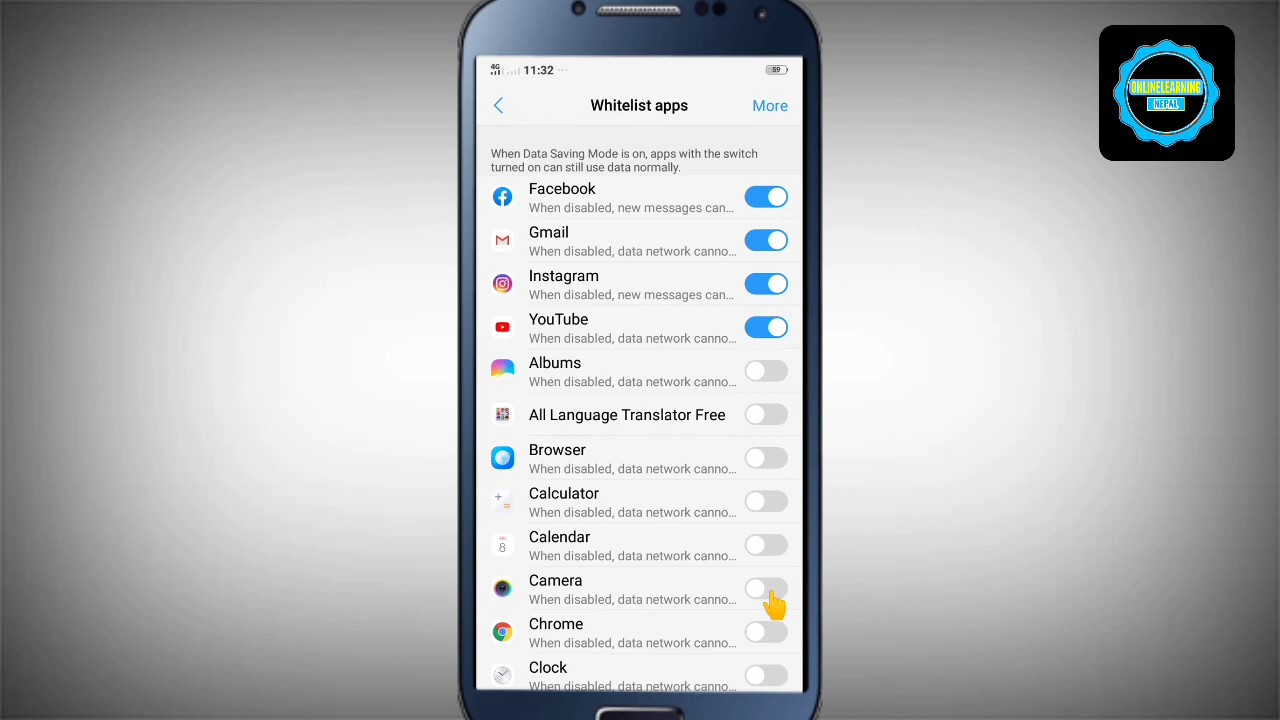 4G 11:32 ... 59
Whitelist apps More
When Data Saving Mode is on, apps with the switch
turned on can still use data normally.
Facebook
When disabled, new messages can...
Gmail
When disabled, data network canno...
Instagram
When disabled, new messages can...
YouTube
When disabled, data network canno...
Albums
When disabled, data network canno...
All Language Translator Free
Browser
When disabled, data network canno...
Calculator
When disabled, data network canno...
Calendar
When disabled, data network canno...
8
Camera
When disabled, data network canno...
Chrome
When disabled, data network canno...
Clock
When disabled, data network canno...
ONLINELEARNING
NEPAL